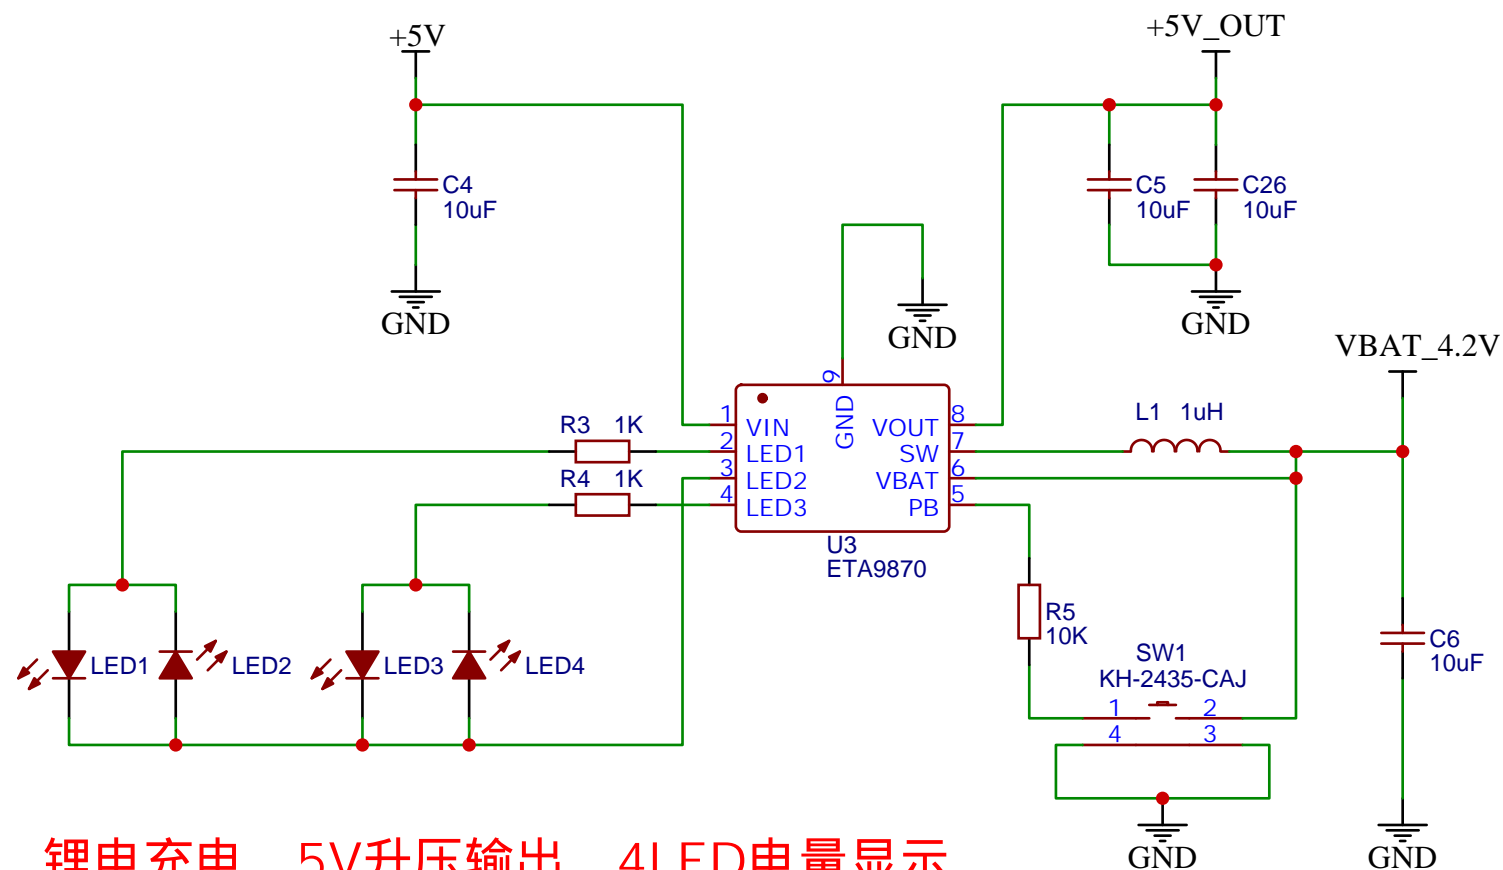 +5V
+5V_OUT
C4
10uF
C5
10uF
C26
10uF
GND
GND
GND
VBAT_4.2V
R3 1K
R4 1K
1 VIN
2 LED1
3 LED2
4 LED3
9 GND
8 VOUT
7 SW
6 VBAT
5 PB
U3
ETA9870
L1 1uH
LED1
LED2
LED3
LED4
R5
10K
SW1
KH-2435-CAJ
1 2
4 3
C6
10uF
GND
GND
锂电充电 5V升压输出 4LED电量显示